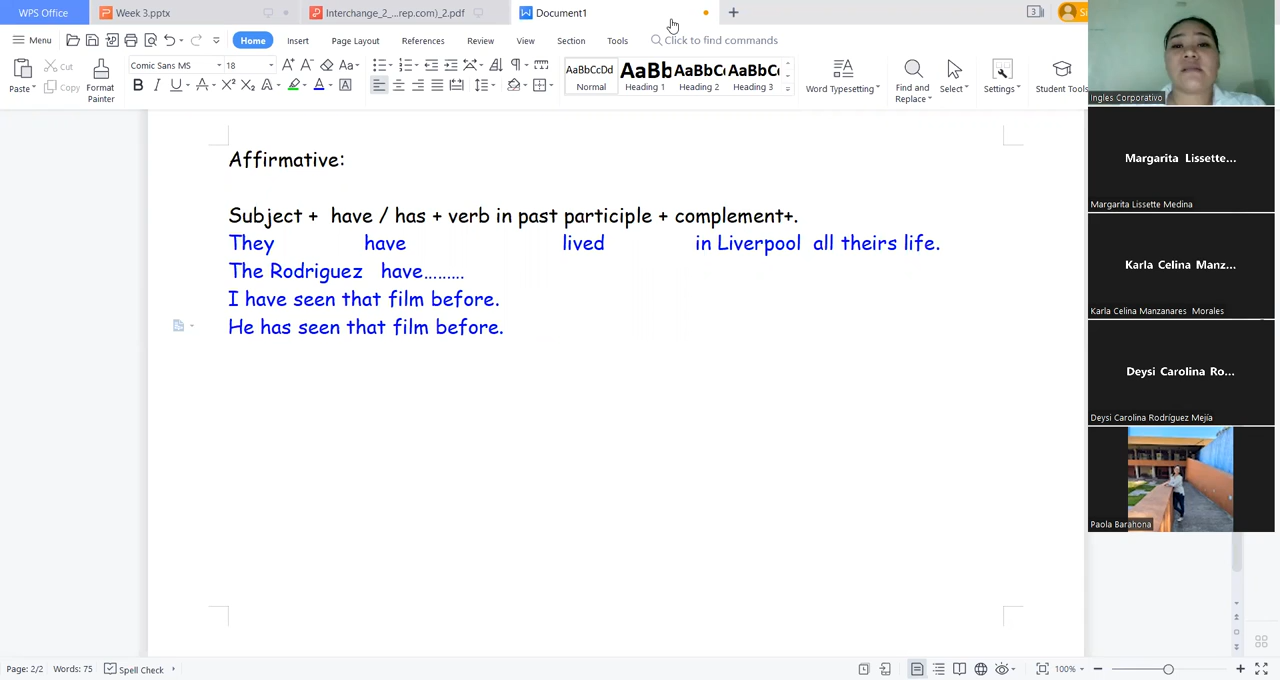 WPS Office
Week 3.pptx
Interchange_2_...rep.com)_2.pdf
Document1
3
Menu
Home
Insert
Page Layout
References
Review
View
Section
Tools
Click to find commands
Paste
Cut
Copy
Format Painter
Comic Sans MS
18
AaBbCcDd
Normal
Heading 1
Heading 2
Heading 3
Word Typesetting
Find and Replace
Select
Settings
Student Tools
Affirmative:
Subject + have / has + verb in past participle + complement+.
They have lived in Liverpool all theirs life.
The Rodriguez have.........
I have seen that film before.
He has seen that film before.
Ingles Corporativo
Margarita Lissette...
Margarita Lissette Medina
Karla Celina Manz...
Karla Celina Manzanares Morales
Deysi Carolina Ro...
Deysi Carolina Rodríguez Mejía
Paola Barahona
Page: 2/2
Words: 75
Spell Check
100%